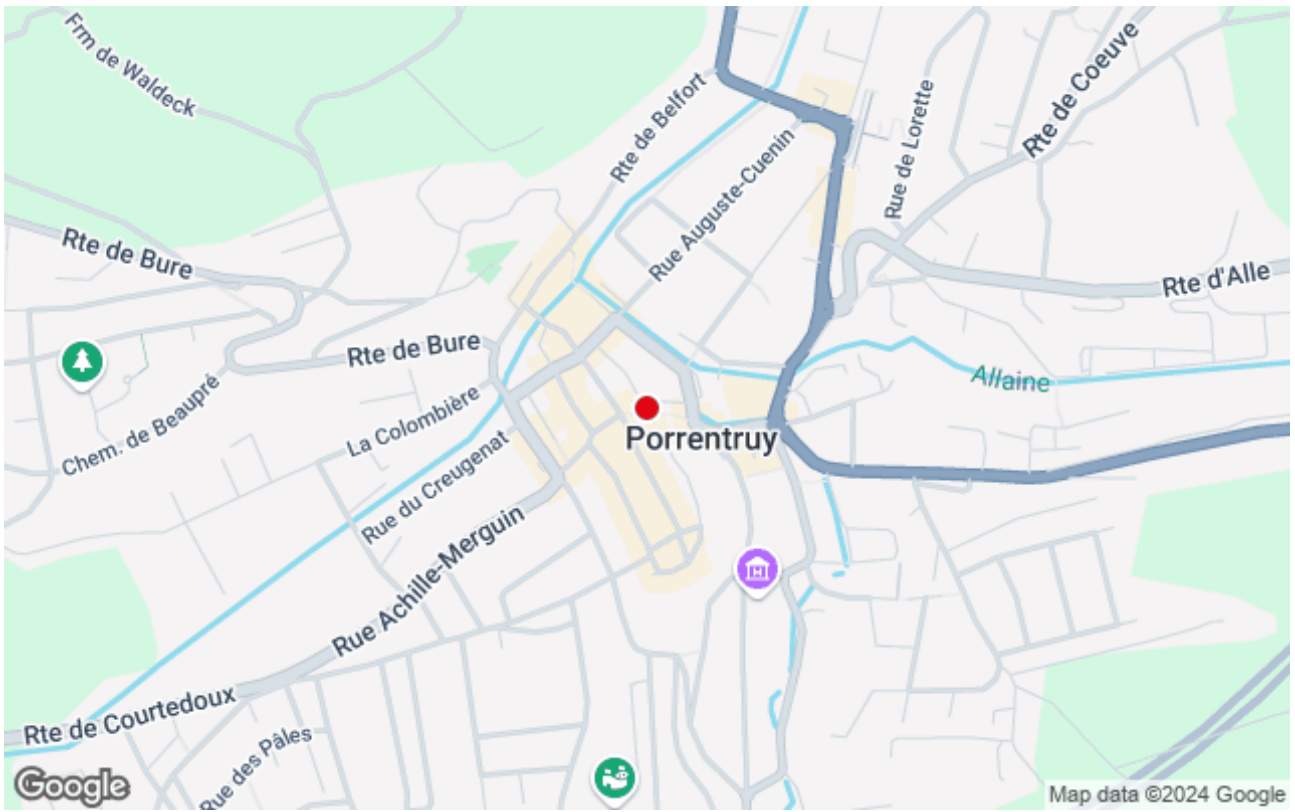 Frm de Waldeck
Rte de Belfort
Rue Auguste-Cuenin
Rue de Lorette
Rte de Coeuve
Rte de Bure
Rte d'Alle
Rte de Bure
Allaine
Chem. de Beaupré
La Colombière
Porrentruy
Rue du Creugenat
Rue Achille-Merguin
H
Rte de Courtedoux
Rue des Pâles
Google
Map data ©2024 Google